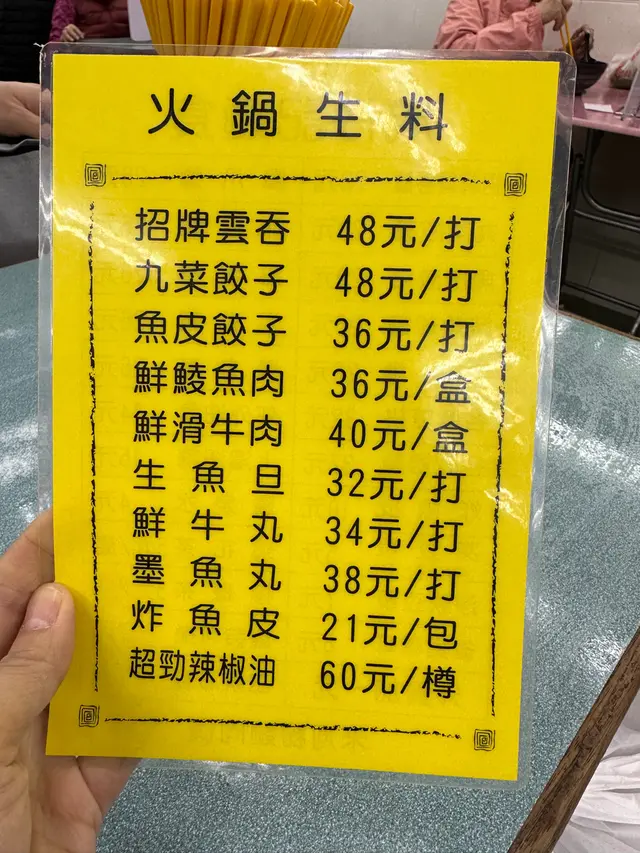 火鍋生料
招牌雲吞 48元/打
九菜餃子 48元/打
魚皮餃子 36元/打
鮮鯪魚肉 36元/盒
鮮滑牛肉 40元/盒
生魚旦 32元/打
鮮牛丸 34元/打
墨魚丸 38元/打
炸魚皮 21元/包
超勁辣椒油 60元/樽